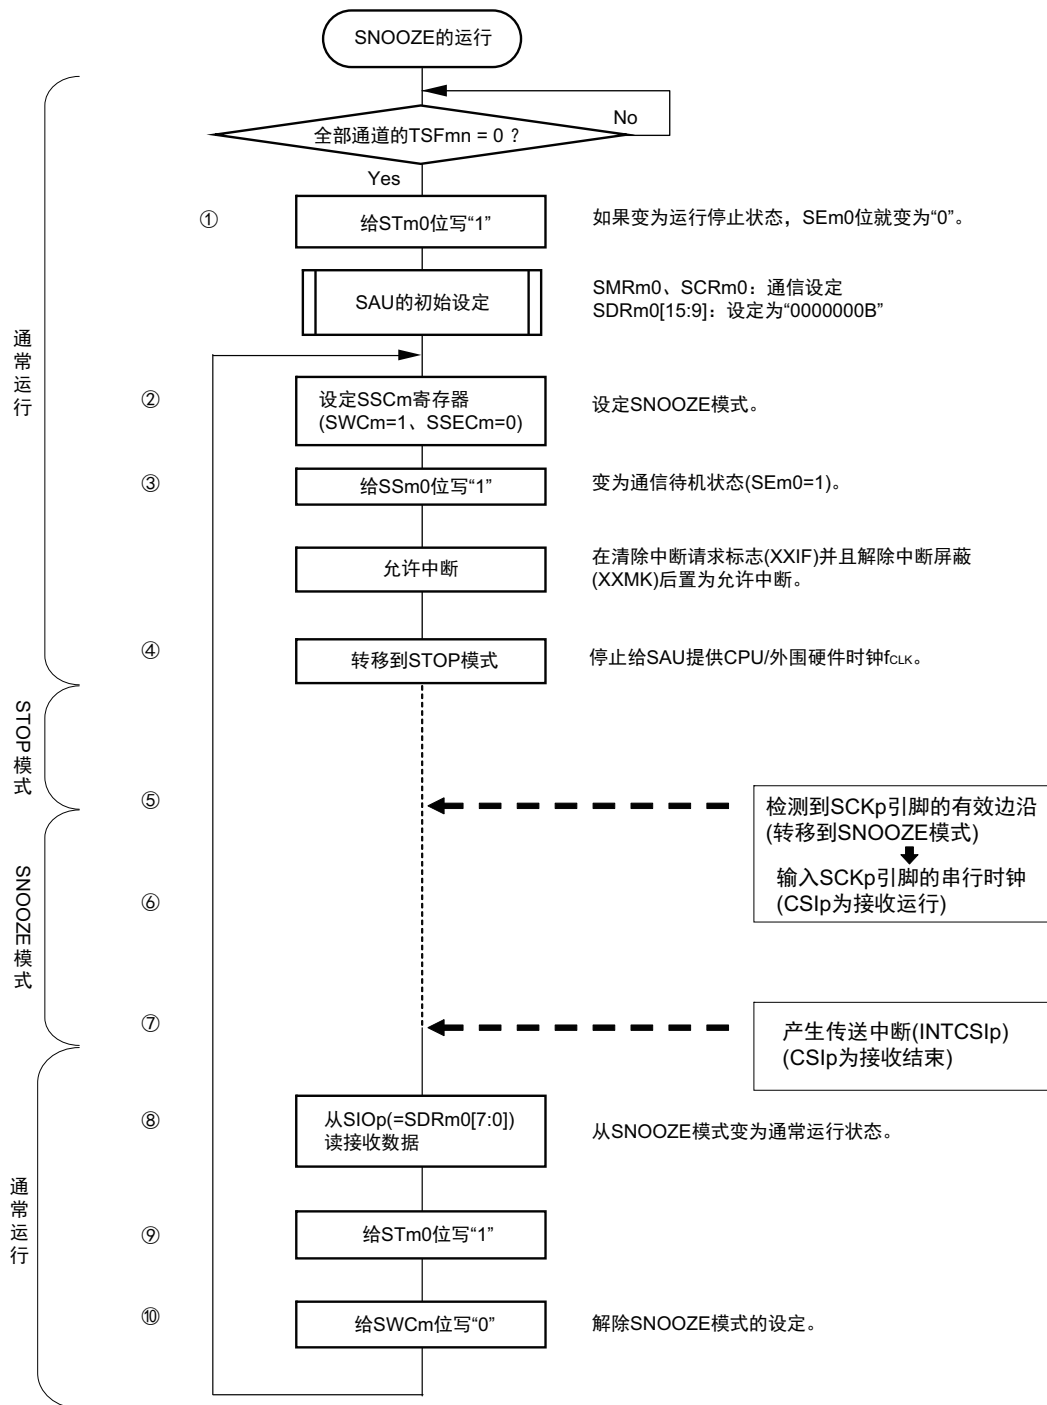 SNOOZE的运行
No
全部通道的TSFmn = 0 ?
Yes
① 给STm0位写“1” 如果变为运行停止状态，SEm0位就变为“0”。
SAU的初始设定
SMRm0、SCRm0：通信设定
SDRm0[15:9]：设定为“0000000B”
通常运行
② 设定SSCm寄存器
(SWCm=1、SSECm=0)
设定SNOOZE模式。
③ 给SSm0位写“1” 变为通信待机状态(SEm0=1)。
允许中断
在清除中断请求标志(XXIF)并且解除中断屏蔽
(XXMK)后置为允许中断。
④ 转移到STOP模式 停止给SAU提供CPU/外围硬件时钟fCLK。
STOP模式
⑤
检测到SCKp引脚的有效边沿
(转移到SNOOZE模式)
输入SCKp引脚的串行时钟
(CSIp为接收运行)
SNOOZE模式
⑥
⑦
产生传送中断(INTCSIp)
(CSIp为接收结束)
⑧ 从SIOp(=SDRm0[7:0])
读接收数据
从SNOOZE模式变为通常运行状态。
通常运行
⑨ 给STm0位写“1”
⑩ 给SWCm位写“0” 解除SNOOZE模式的设定。